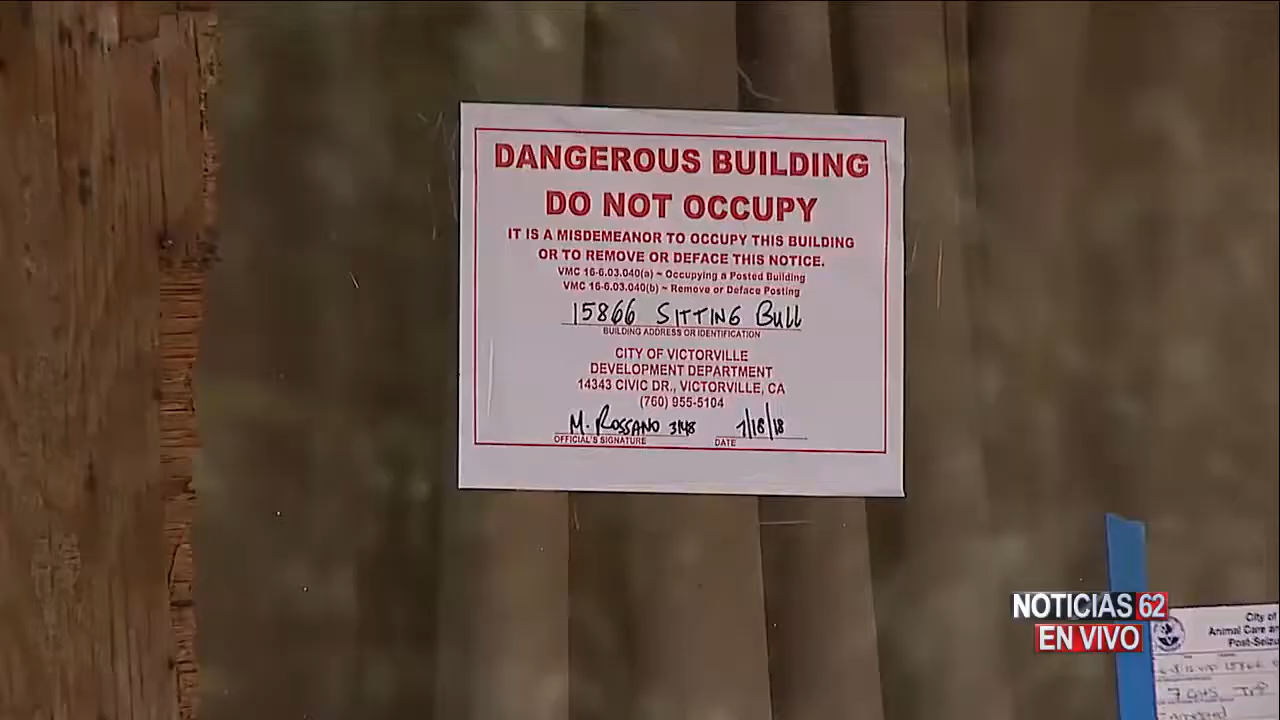 DANGEROUS BUILDING
DO NOT OCCUPY
IT IS A MISDEMEANOR TO OCCUPY THIS BUILDING
OR TO REMOVE OR DEFACE THIS NOTICE.
VMC 16-6.03.040(a) ~ Occupying a Posted Building
VMC 16-6.03.040(b) ~ Remove or Deface Posting
15866 SITTING BULL
BUILDING ADDRESS OR IDENTIFICATION
CITY OF VICTORVILLE
DEVELOPMENT DEPARTMENT
14343 CIVIC DR., VICTORVILLE, CA
(760) 955-5104
M. ROSSANO 3148 1/18/18
OFFICIAL'S SIGNATURE DATE
NOTICIAS 62
EN VIVO
City of
Animal Care
Post-Seizu
15866